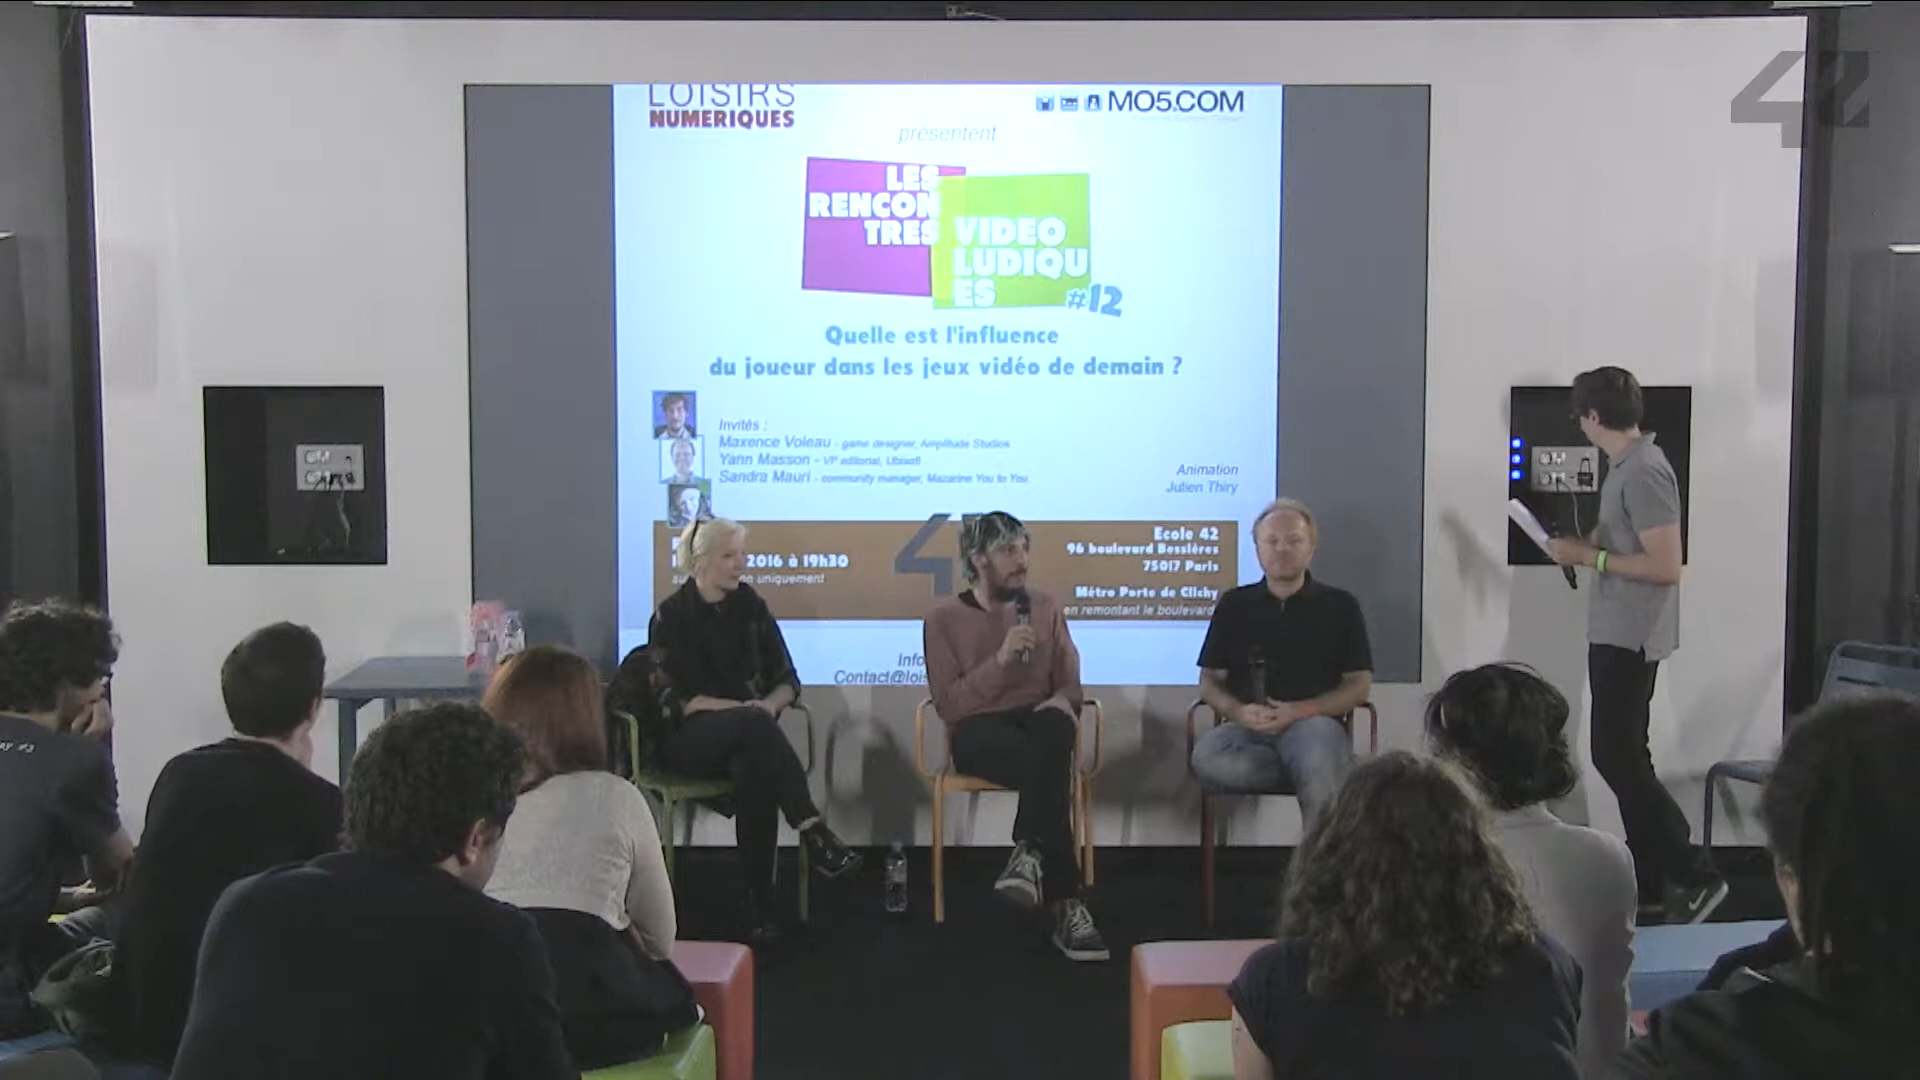 LOISIRS
NUMERIQUES
MO5.COM
présentent
LES
RENCON
TRES
VIDEO
LUDIQU
ES
#12
Quelle est l'influence
du joueur dans les jeux vidéo de demain ?
Invités :
Maxence Voleau - game designer, Amplitude Studios
Yann Masson - VP editorial, Ubisoft
Sandra Mauri - community manager, Mazarine You to You
Animation
Julien Thiry
2016 à 19h30
uniquement
Ecole 42
96 boulevard Bessières
75017 Paris
Métro Porte de Clichy
en remontant le boulevard
Info
Contact@lois
42
#3